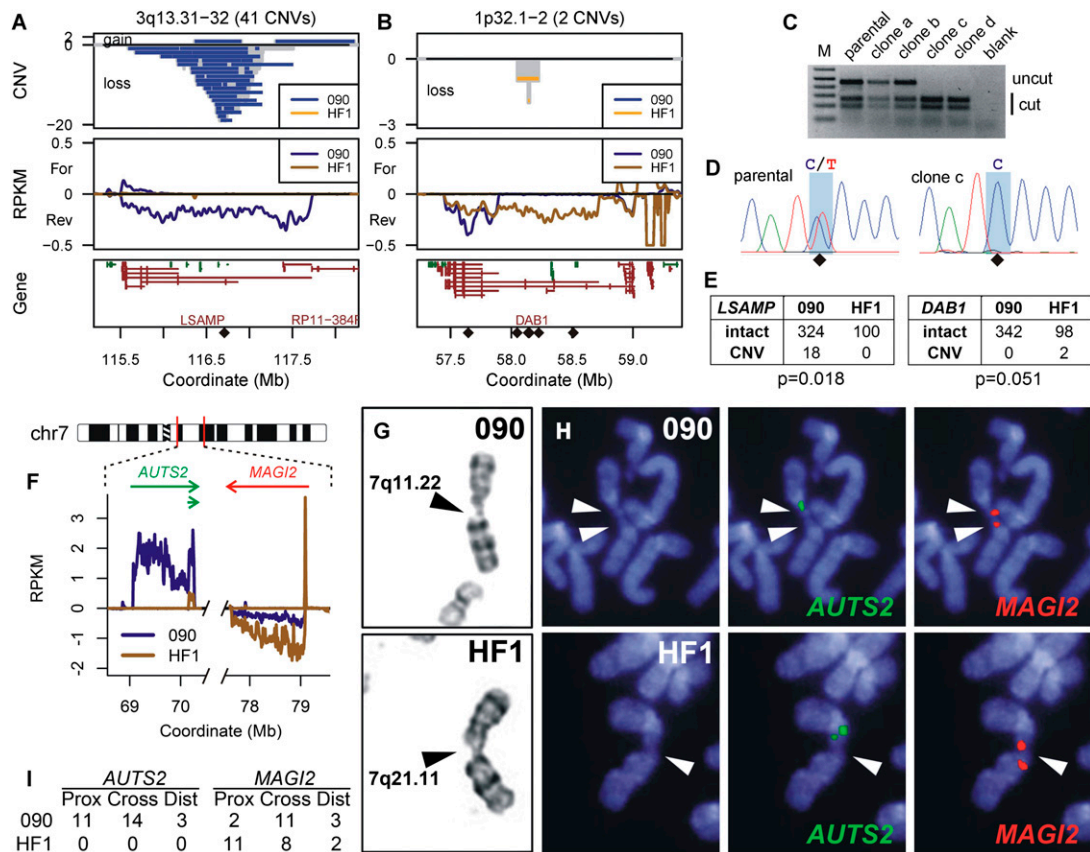 A
3q13.31−32 (41 CNVs)
CNV
2
0
−20
gain
loss
090
HF1
RPKM
0.5
For
0
Rev
−0.5
090
HF1
Gene
LSAMP
RP11−384F
115.5
116.5
117.5
Coordinate (Mb)
B
1p32.1−2 (2 CNVs)
0
−3
loss
090
HF1
0.5
For
0
Rev
−0.5
090
HF1
DAB1
57.5
58.0
58.5
59.0
Coordinate (Mb)
C
M
parental
clone a
clone b
clone c
clone d
blank
uncut
cut
D
parental
C/T
clone c
C
E
LSAMP 090 HF1
intact 324 100
CNV 18 0
p=0.018
DAB1 090 HF1
intact 342 98
CNV 0 2
p=0.051
chr7
F
AUTS2
MAGI2
RPKM
4
3
2
1
0
-1
-2
090
HF1
69
70
78
79
Coordinate (Mb)
G
090
7q11.22
HF1
7q21.11
H
090
AUTS2
MAGI2
HF1
AUTS2
MAGI2
I
AUTS2 MAGI2
Prox Cross Dist Prox Cross Dist
090 11 14 3 2 11 3
HF1 0 0 0 11 8 2